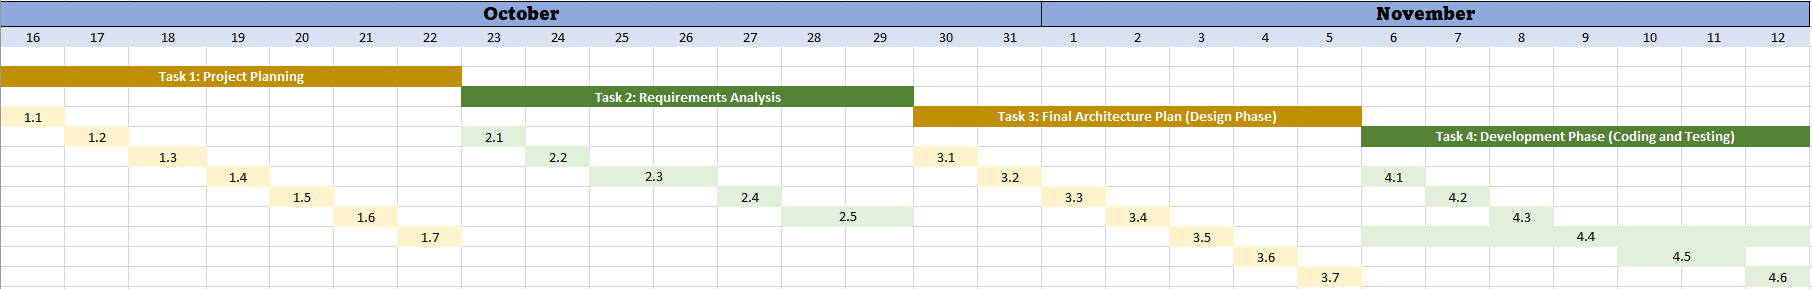 October November
16 17 18 19 20 21 22 23 24 25 26 27 28 29 30 31 1 2 3 4 5 6 7 8 9 10 11 12
Task 1: Project Planning
Task 2: Requirements Analysis
1.1 Task 3: Final Architecture Plan (Design Phase)
1.2 2.1 Task 4: Development Phase (Coding and Testing)
1.3 2.2 3.1
1.4 2.3 3.2 4.1
1.5 2.4 3.3 4.2
1.6 2.5 3.4 4.3
1.7 3.5 4.4
3.6 4.5
3.7 4.6